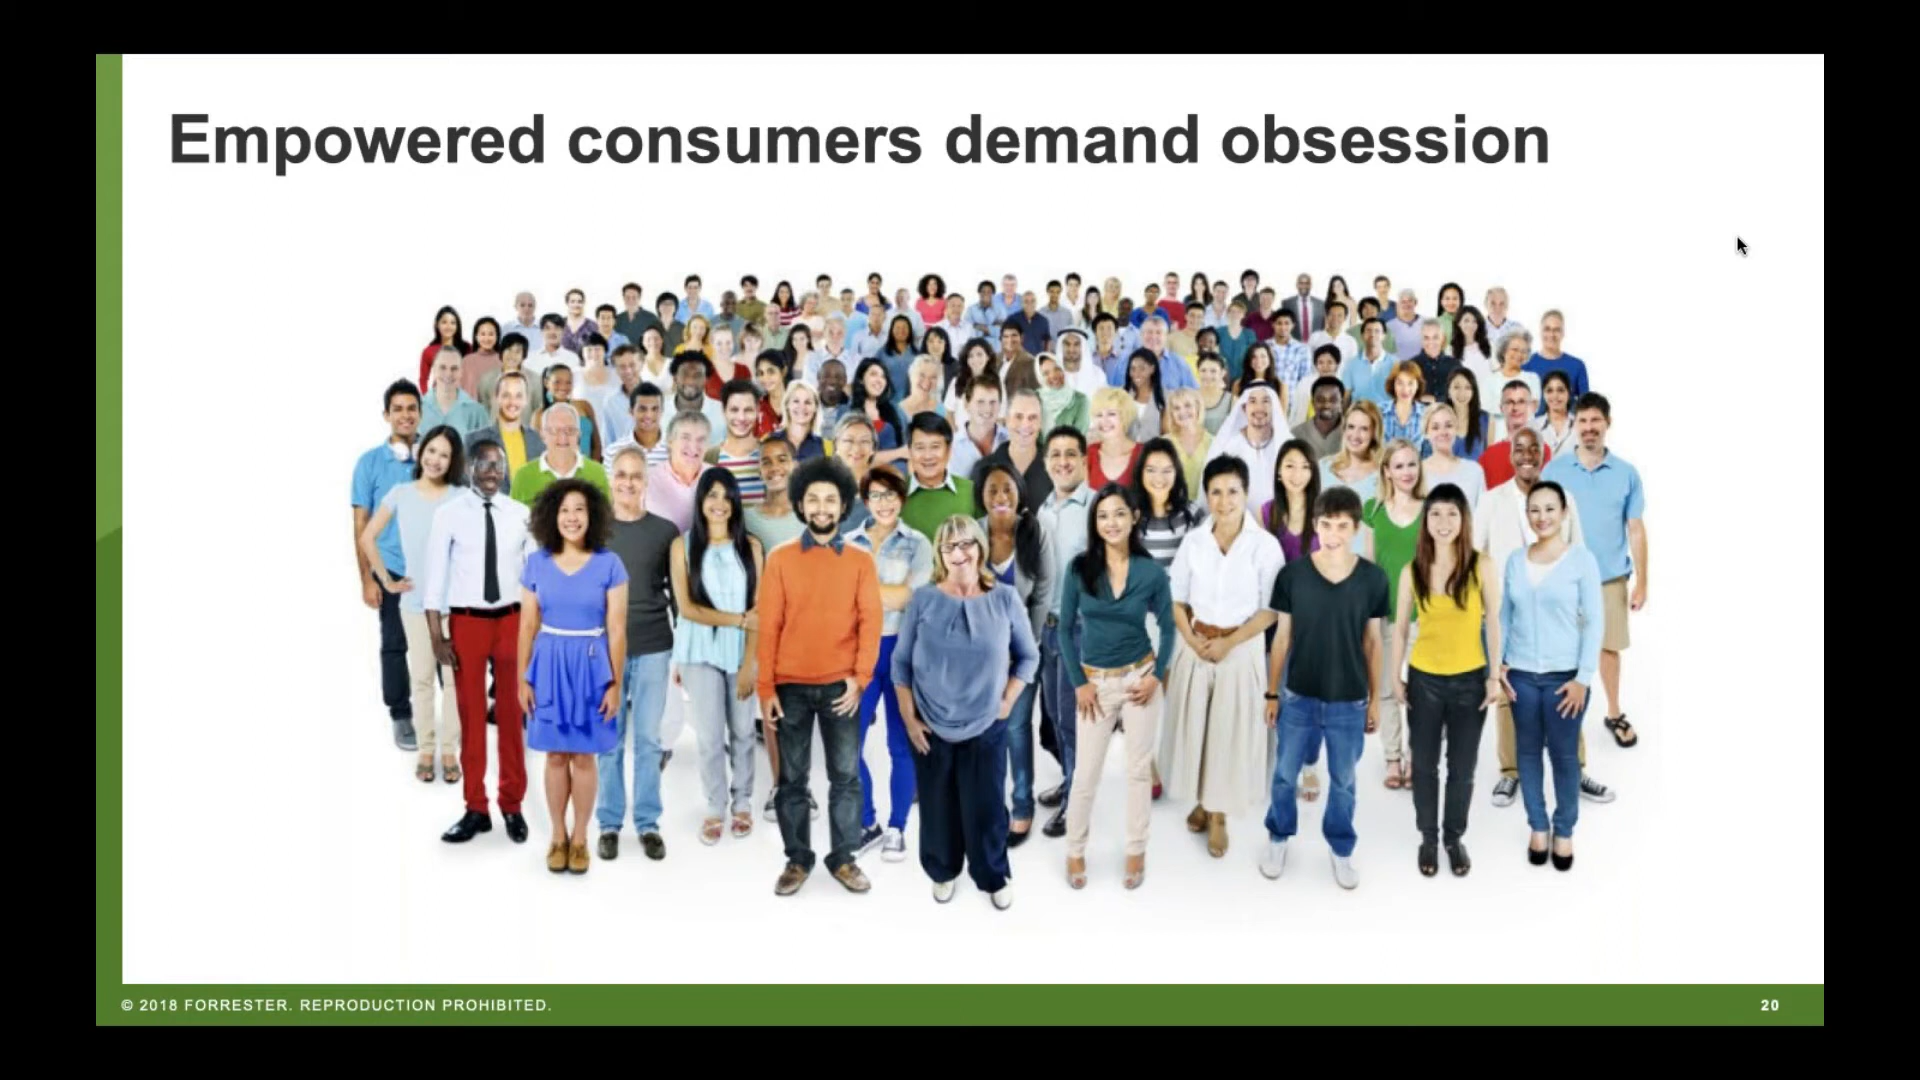 Empowered consumers demand obsession
© 2018 FORRESTER. REPRODUCTION PROHIBITED.
20